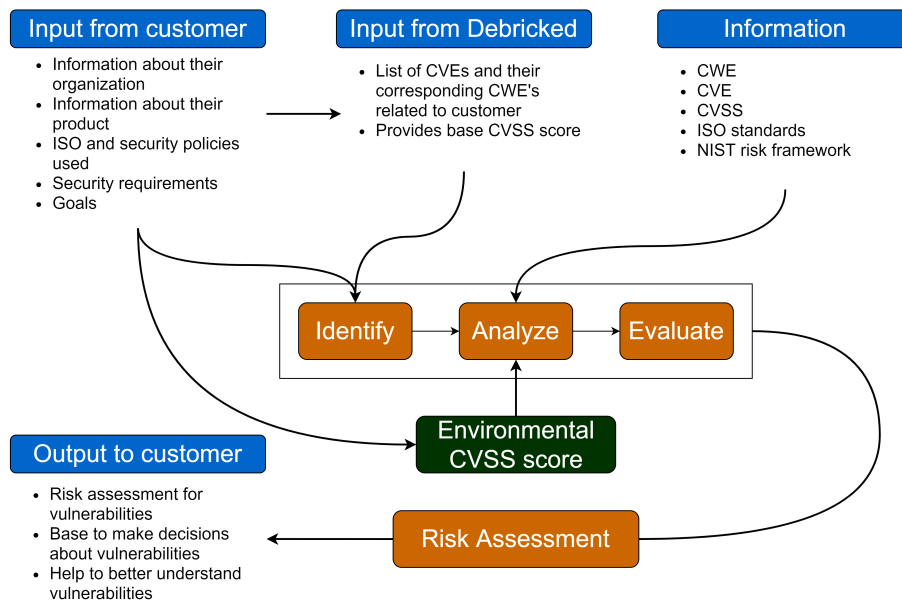 Input from customer
• Information about their
organization
• Information about their
product
• ISO and security policies
used
• Security requirements
• Goals
Input from Debricked
• List of CVEs and their
corresponding CWE's
related to customer
• Provides base CVSS score
Information
• CWE
• CVE
• CVSS
• ISO standards
• NIST risk framework
Identify
Analyze
Evaluate
Environmental
CVSS score
Risk Assessment
Output to customer
• Risk assessment for
vulnerabilities
• Base to make decisions
about vulnerabilities
• Help to better understand
vulnerabilities